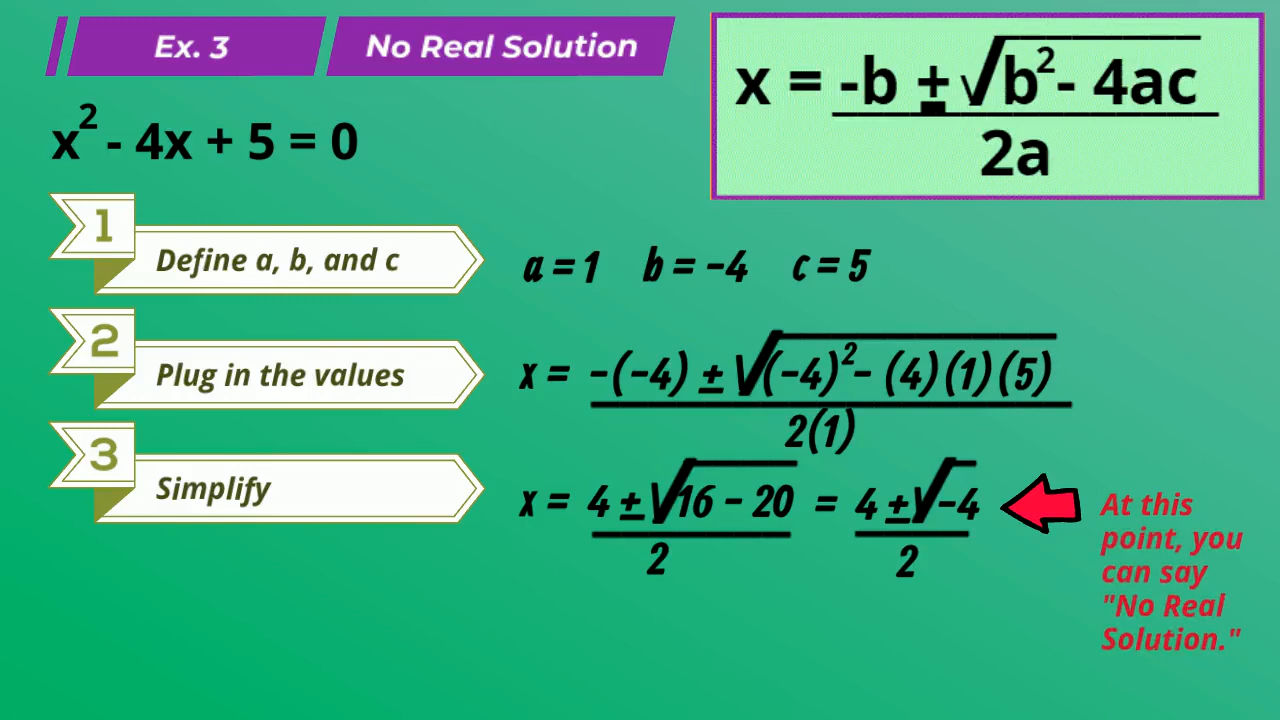 Ex. 3 No Real Solution
x = -b ± √b² - 4ac
2a
x² - 4x + 5 = 0
1
Define a, b, and c
a = 1 b = -4 c = 5
2
Plug in the values
x = -(-4) ± √(-4)² - (4)(1)(5)
2(1)
3
Simplify
x = 4 ± √16 - 20 = 4 ± √-4
2 2
At this
point, you
can say
"No Real
Solution."